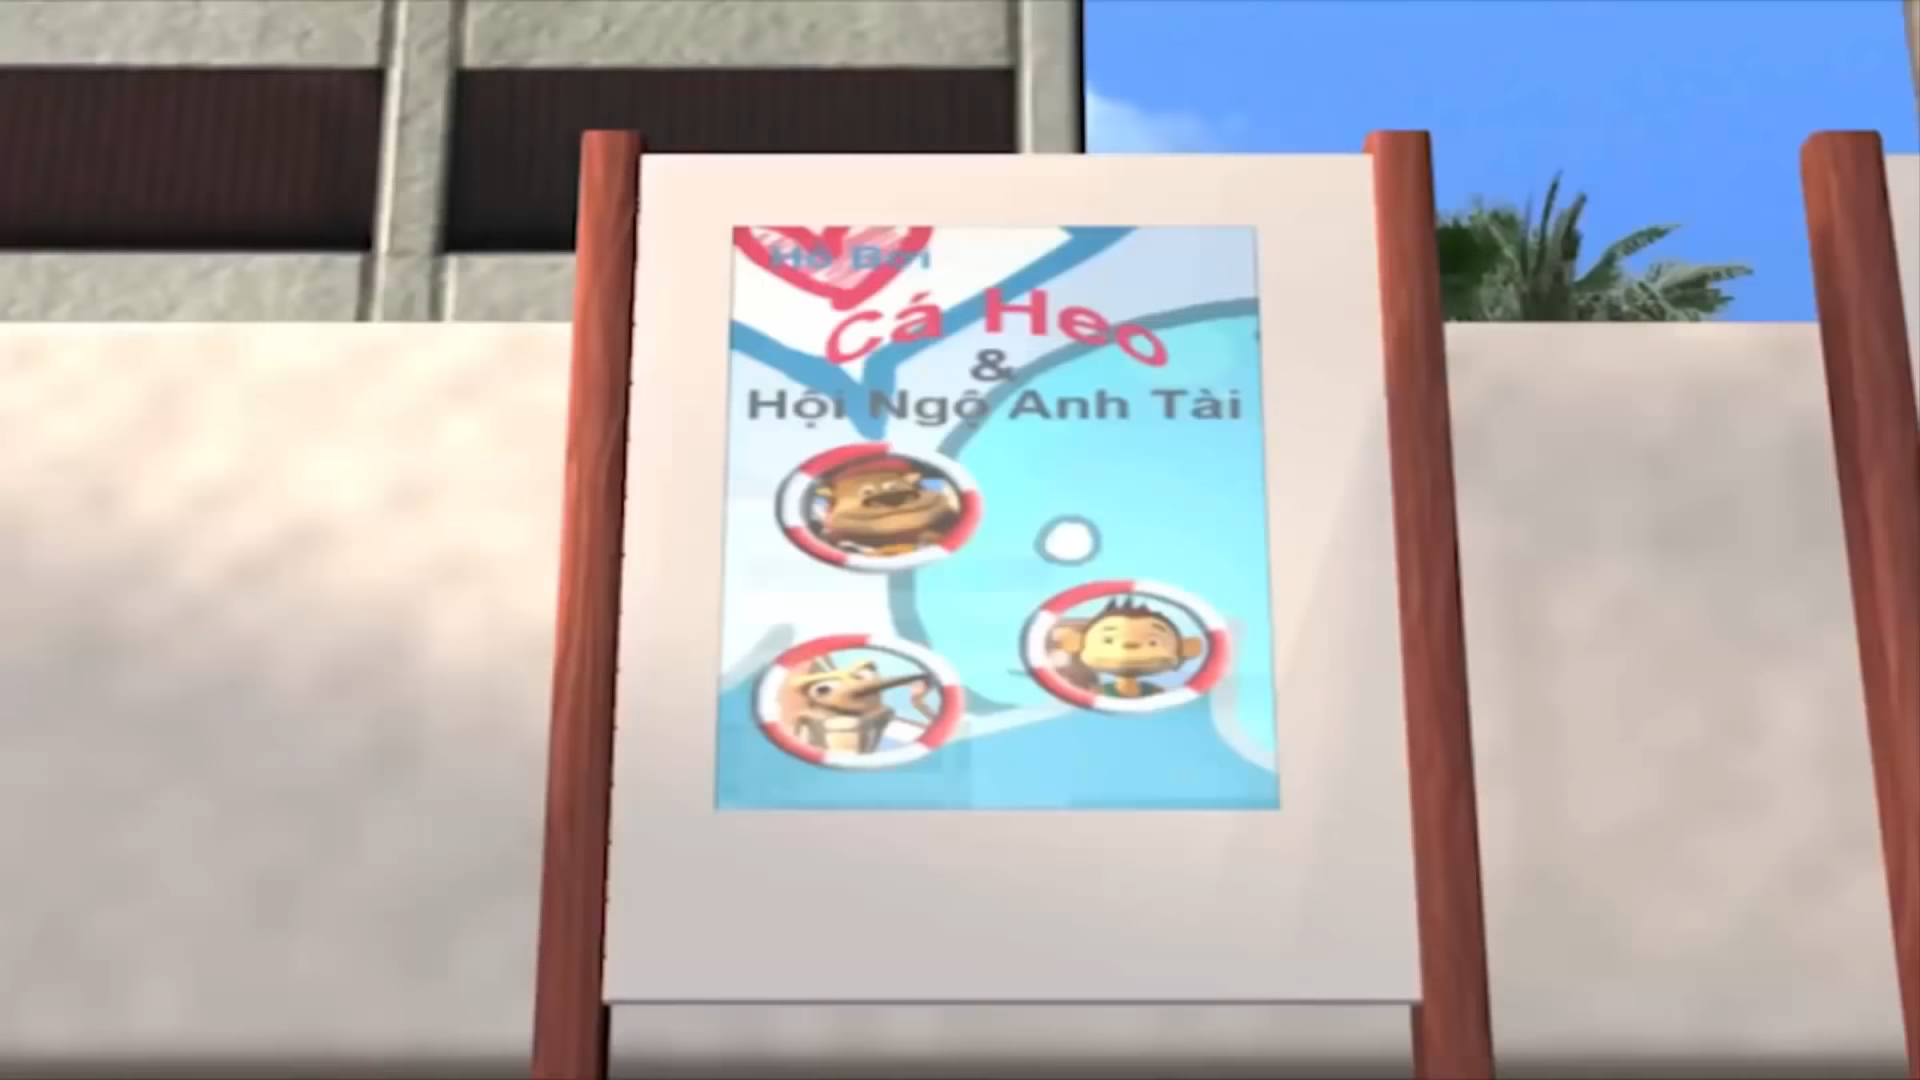 Hồ Bơi
Cá Heo
&
Hội Ngộ Anh Tài